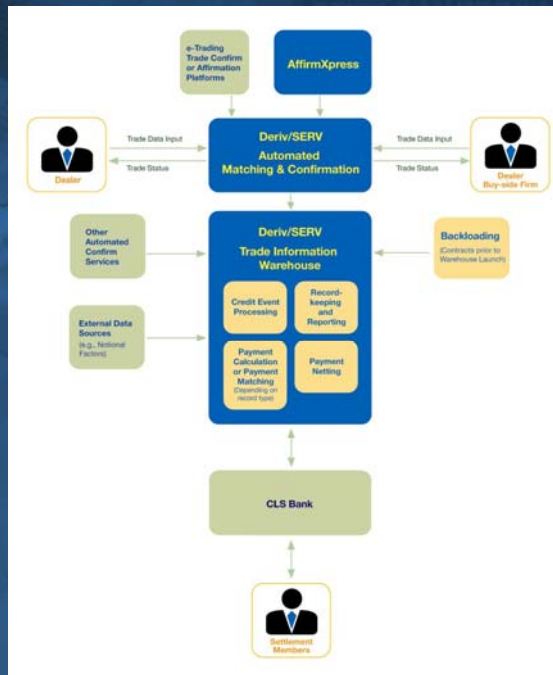 e-Trading
Trade Confirm
or Affirmation
Platforms
AffirmXpress
Trade Data Input
Trade Status
Dealer
Deriv/SERV
Automated
Matching & Confirmation
Trade Data Input
Trade Status
Dealer
Buy-side Firm
Other
Automated
Confirm
Services
Deriv/SERV
Trade Information
Warehouse
Backloading
(Contracts prior to
Warehouse Launch)
External Data
Sources
(e.g., Notional
Factors)
Credit Event
Processing
Record-
keeping
and
Reporting
Payment
Calculation
or Payment
Matching
(Depending on
record type)
Payment
Netting
CLS Bank
Settlement
Members